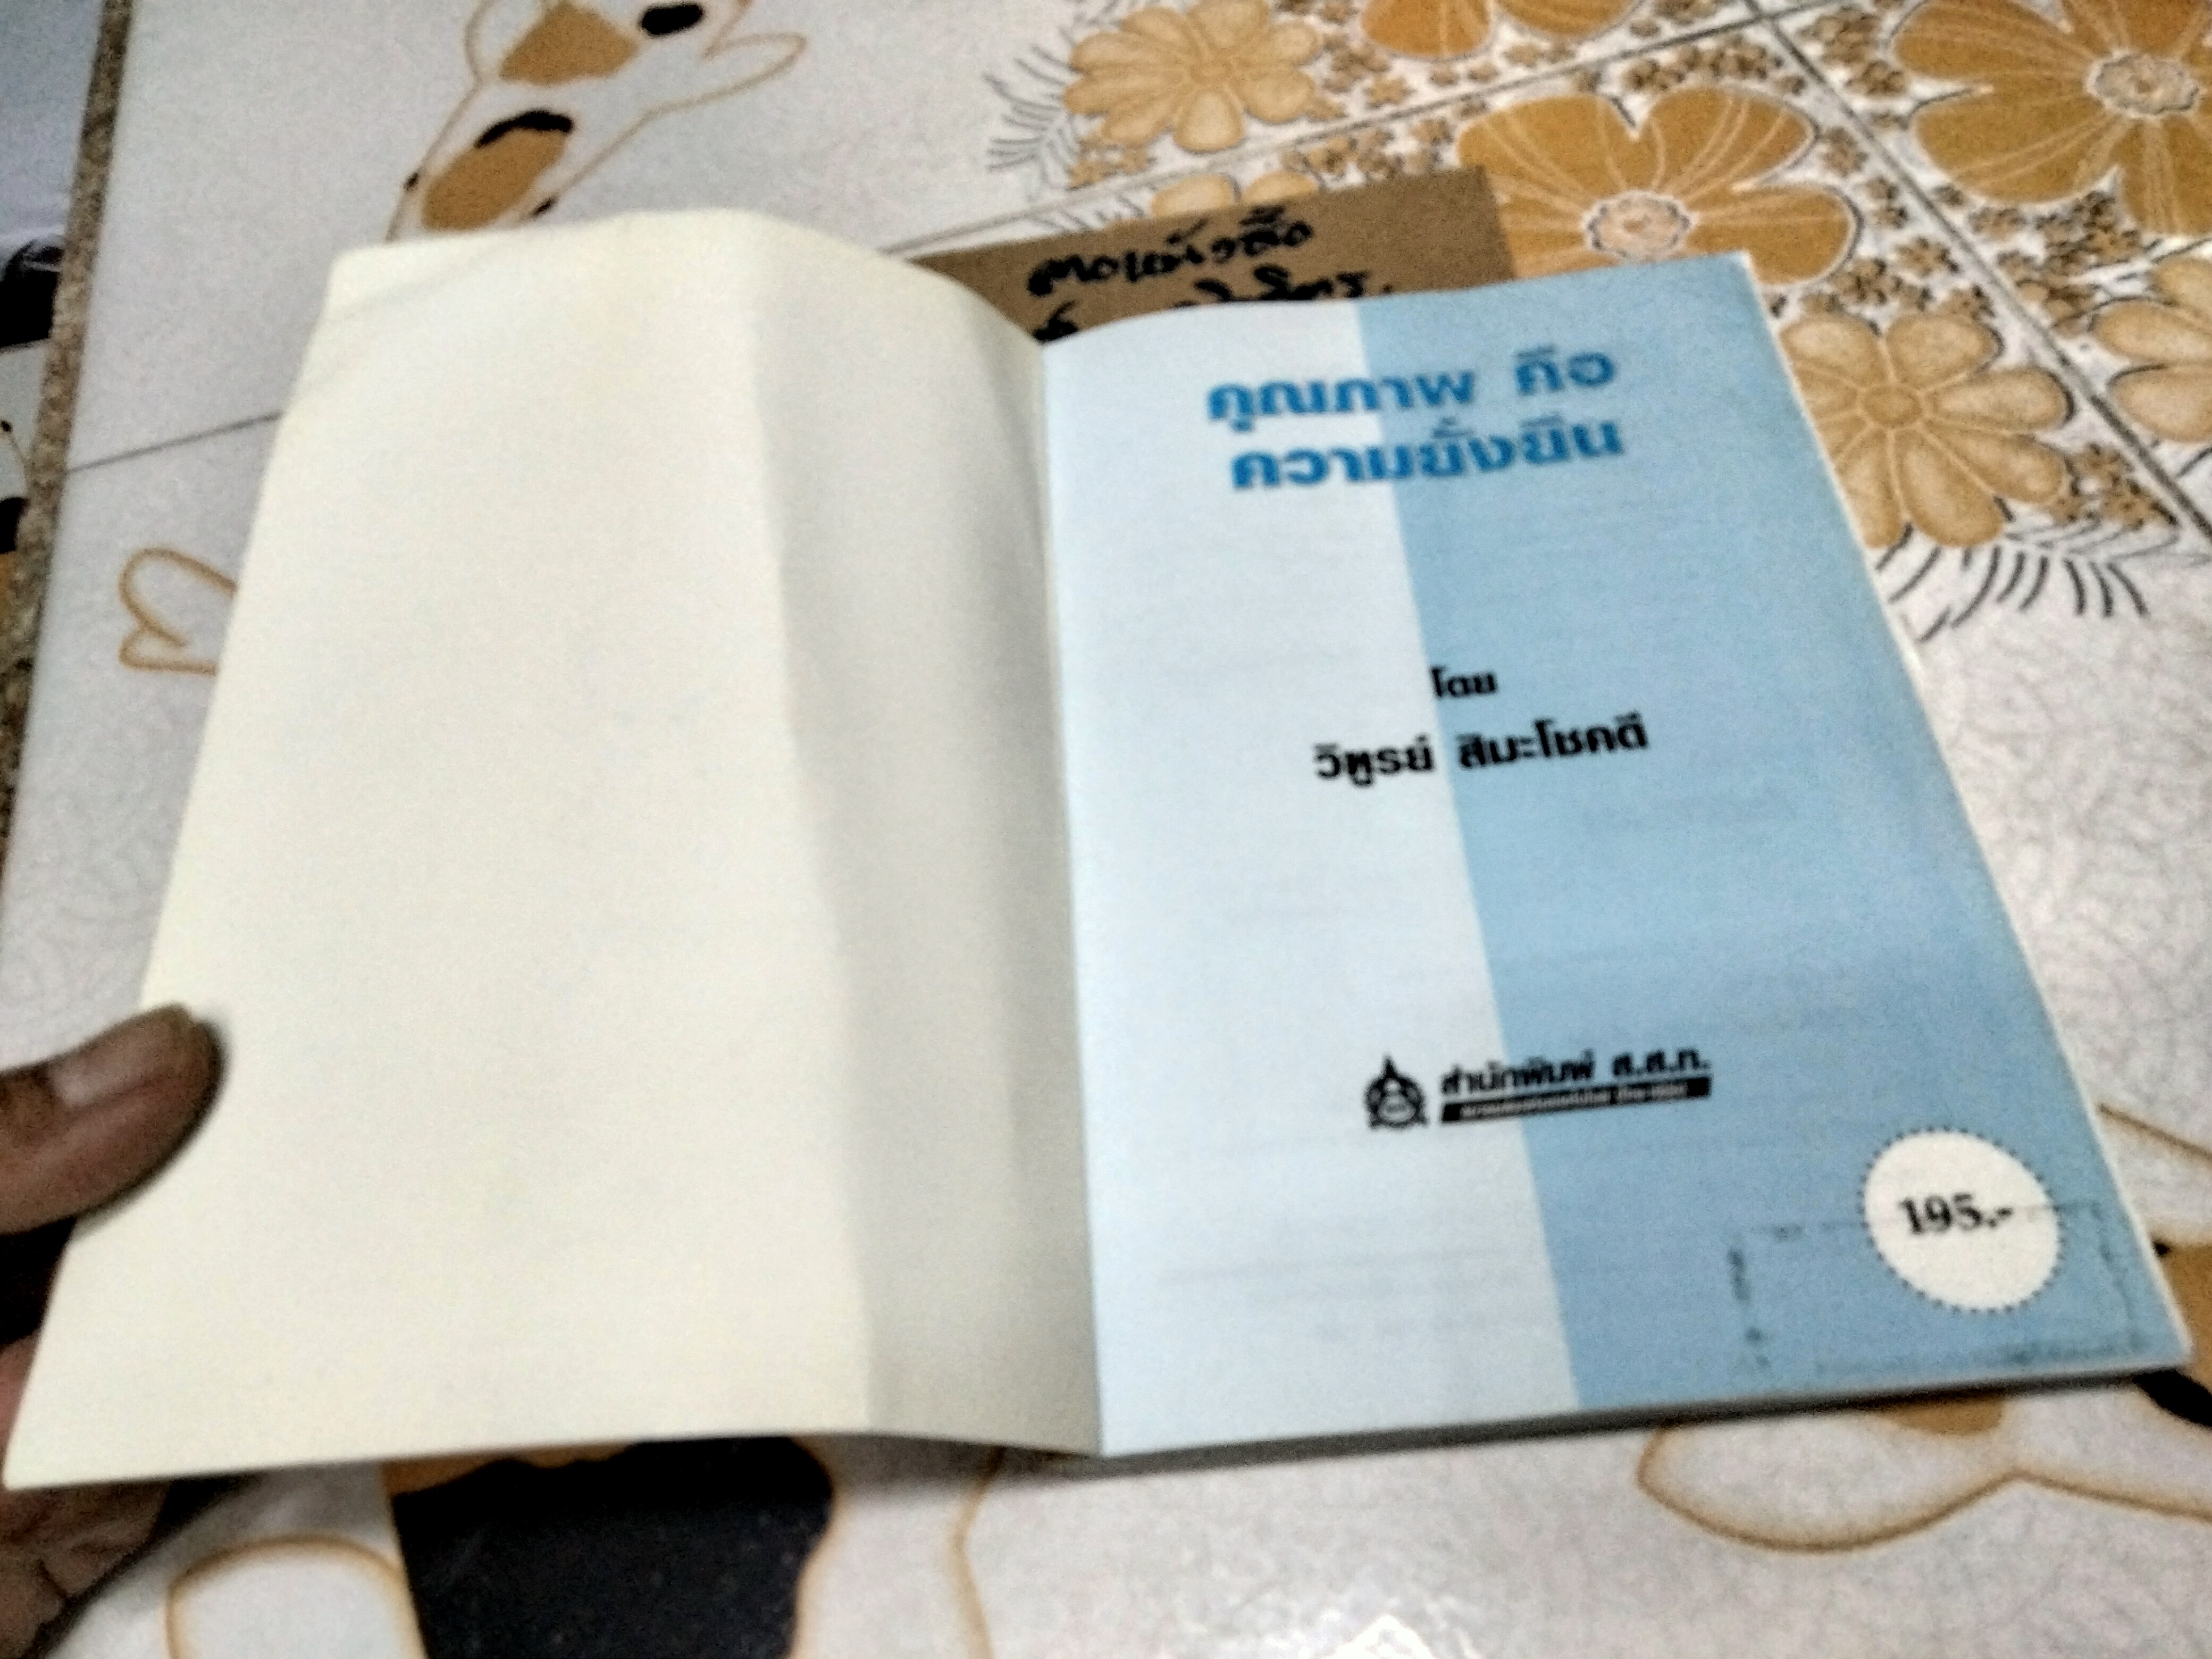 คุณภาพ คือ
ความยั่งยืน
โดย
วิฑูรย์ สิมะโชคดี
สำนักพิมพ์ ส.ส.ท.
195.-